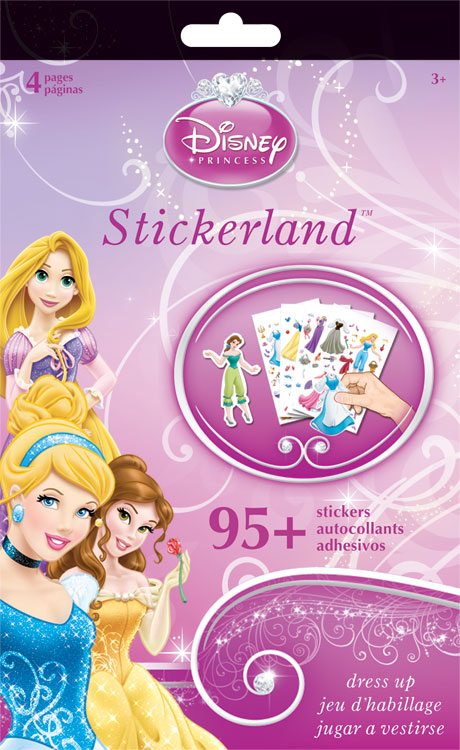 4 pages
páginas
3+
Disney
PRINCESS
Stickerland™
95+ stickers
autocollants
adhesivos
dress up
jeu d'habillage
jugar a vestirse